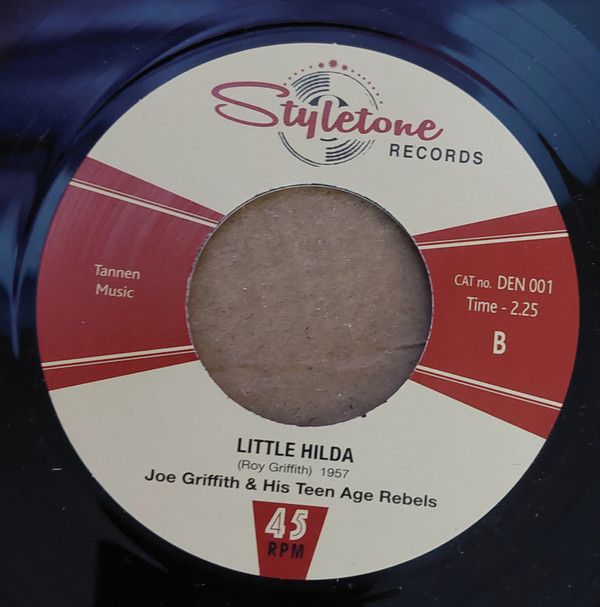 Styletone
RECORDS
Tannen
Music
CAT no. DEN 001
Time - 2.25
B
LITTLE HILDA
(Roy Griffith) 1957
Joe Griffith & His Teen Age Rebels
45
RPM